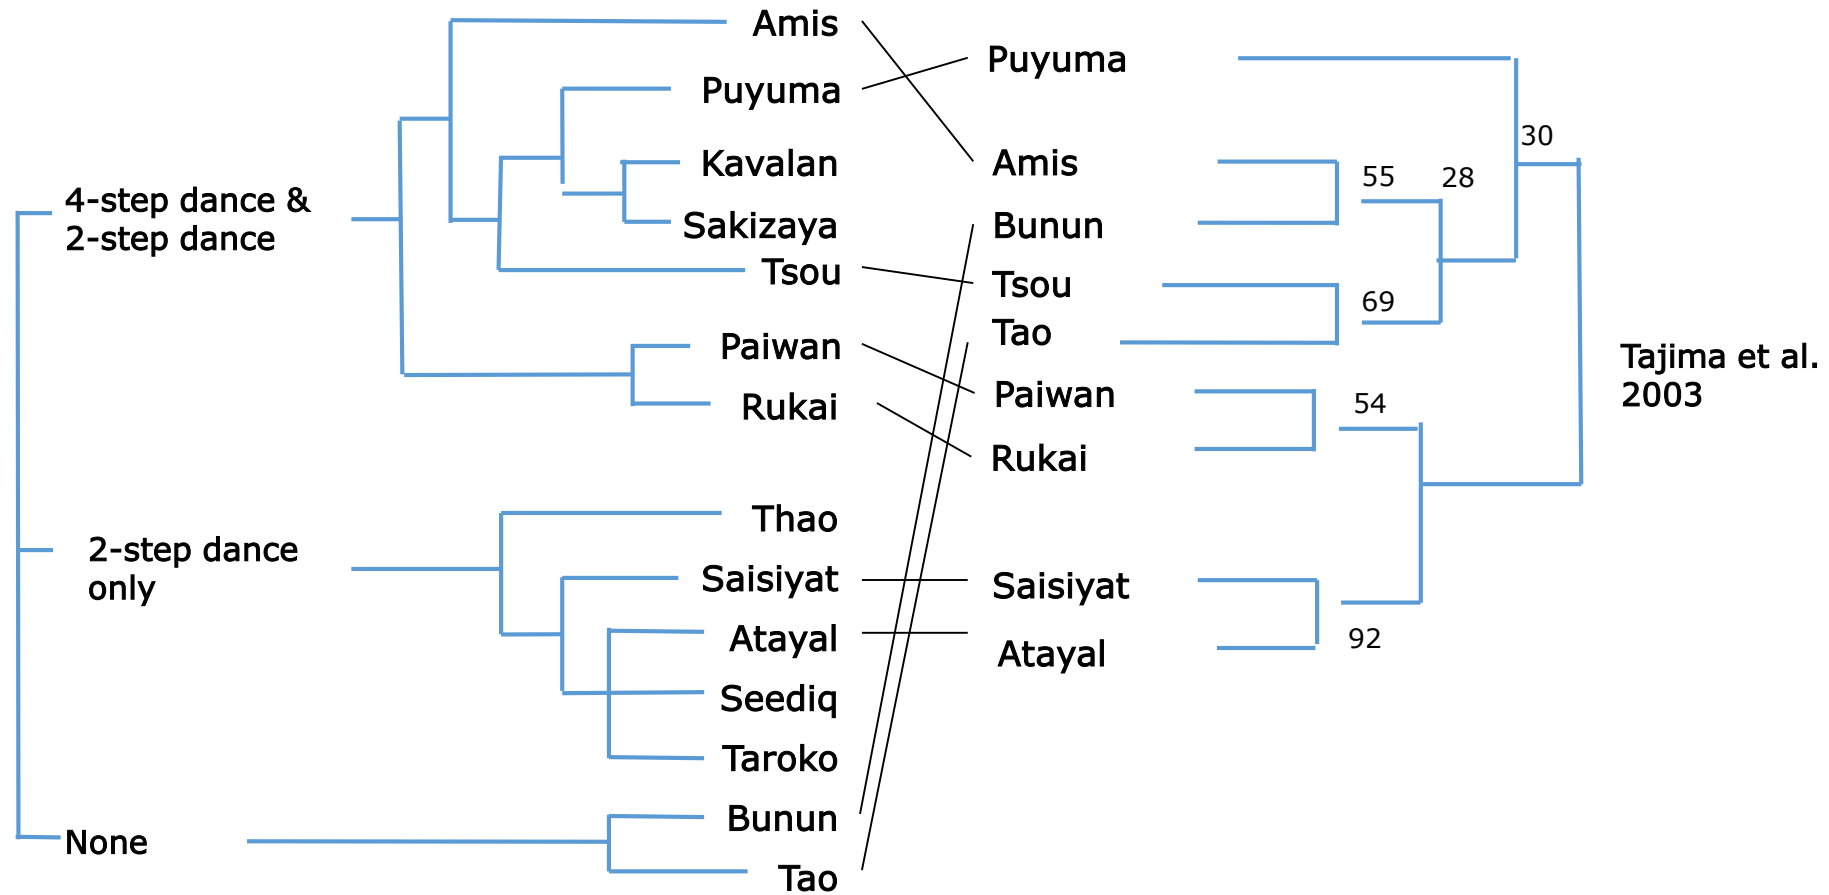 4-step dance &
2-step dance
2-step dance
only
None
Amis
Puyuma
Kavalan
Sakizaya
Tsou
Paiwan
Rukai
Thao
Saisiyat
Atayal
Seediq
Taroko
Bunun
Tao
Puyuma
Amis
Bunun
Tsou
Tao
Paiwan
Rukai
Saisiyat
Atayal
30
55
28
69
54
92
Tajima et al.
2003